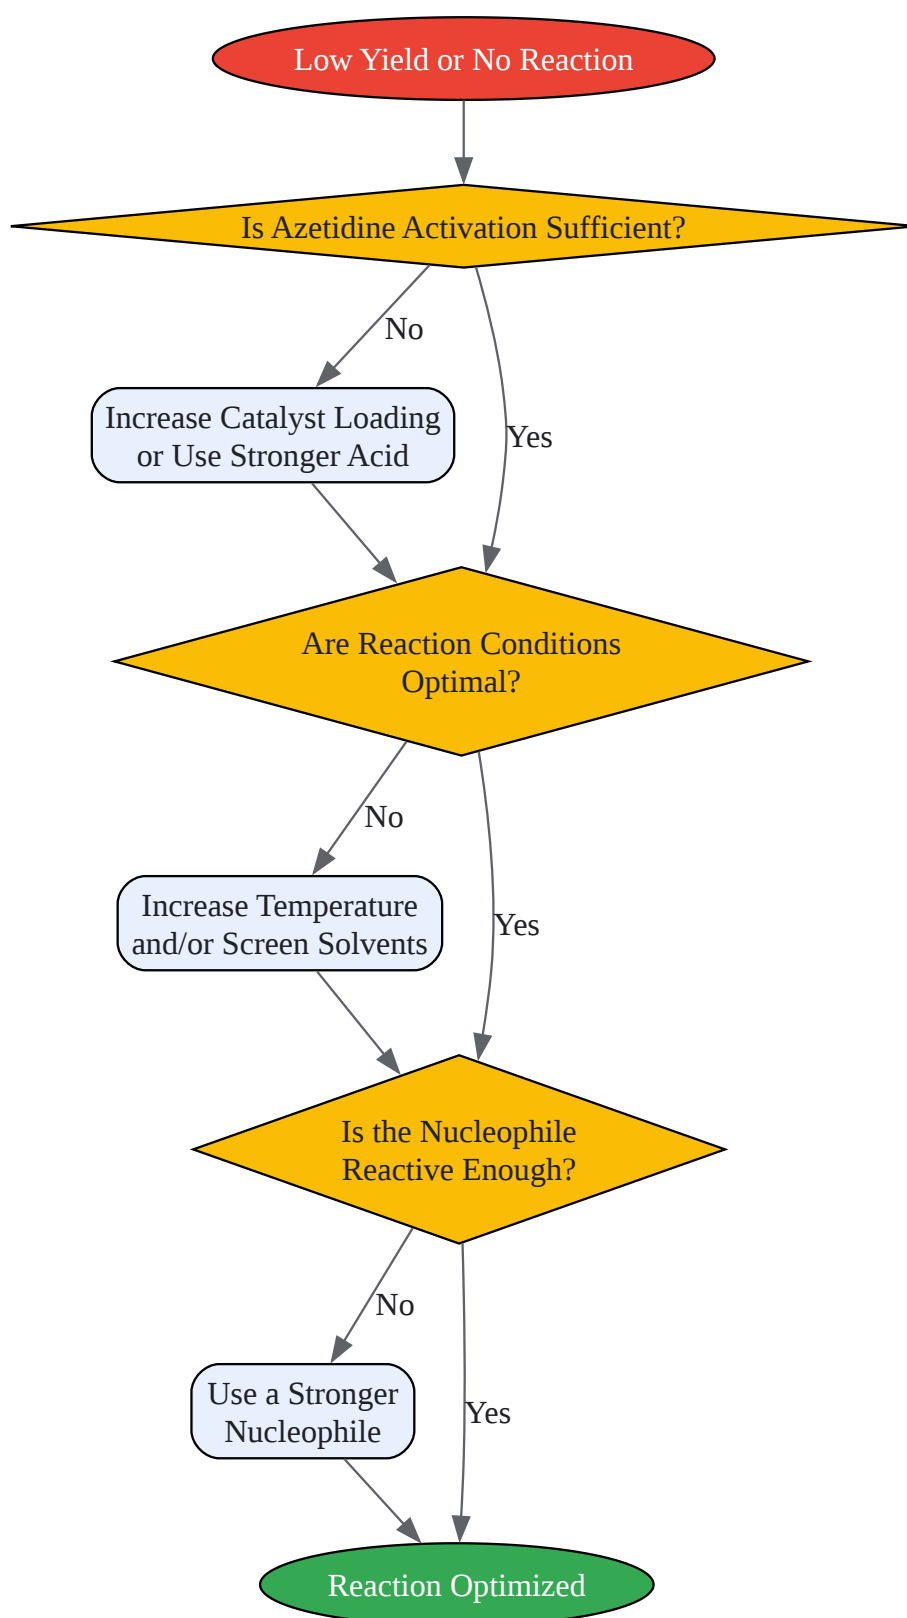 Low Yield or No Reaction
Is Azetidine Activation Sufficient?
No
Increase Catalyst Loading
or Use Stronger Acid
Yes
Are Reaction Conditions
Optimal?
No
Increase Temperature
and/or Screen Solvents
Yes
Is the Nucleophile
Reactive Enough?
No
Use a Stronger
Nucleophile
Yes
Reaction Optimized